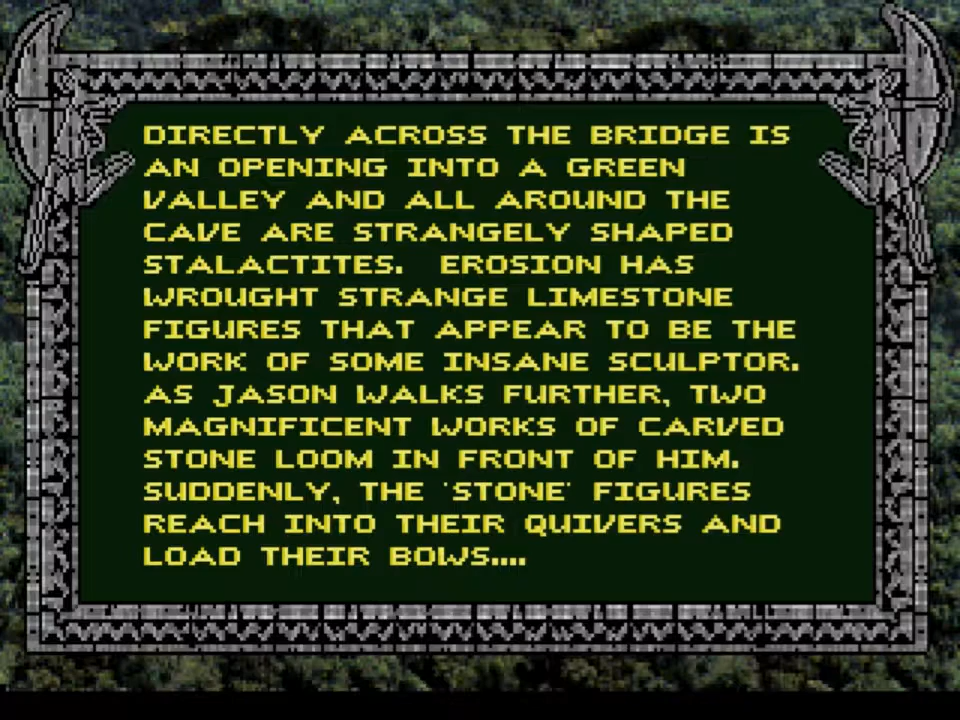 DIRECTLY ACROSS THE BRIDGE IS
AN OPENING INTO A GREEN
VALLEY AND ALL AROUND THE
CAVE ARE STRANGELY SHAPED
STALACTITES.  EROSION HAS
WROUGHT STRANGE LIMESTONE
FIGURES THAT APPEAR TO BE THE
WORK OF SOME INSANE SCULPTOR.
AS JASON WALKS FURTHER, TWO
MAGNIFICENT WORKS OF CARVED
STONE LOOM IN FRONT OF HIM.
SUDDENLY, THE 'STONE' FIGURES
REACH INTO THEIR QUIVERS AND
LOAD THEIR BOWS....